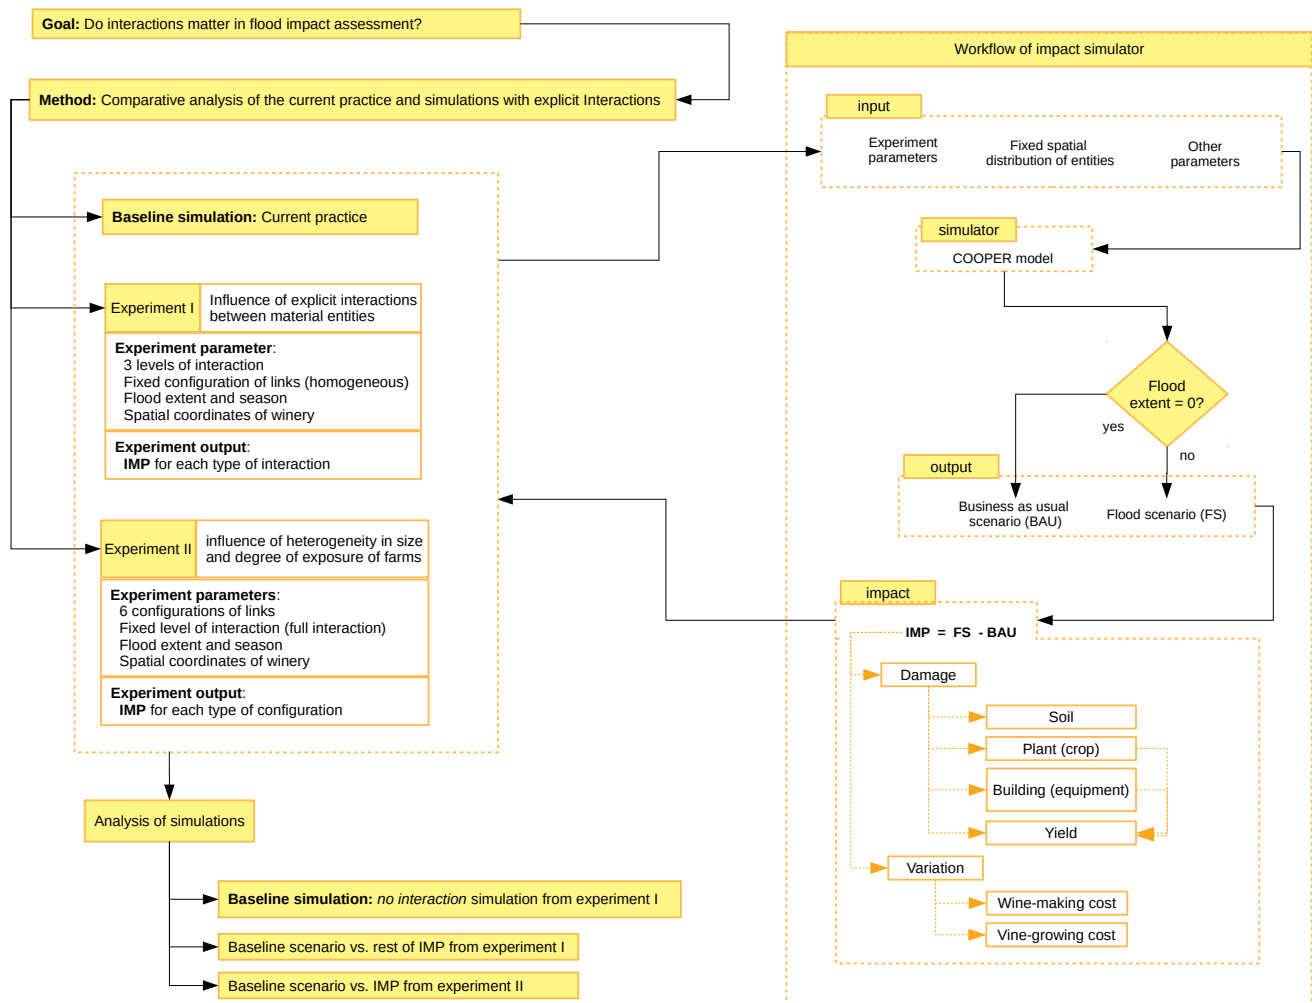 Goal: Do interactions matter in flood impact assessment?
Method: Comparative analysis of the current practice and simulations with explicit Interactions
Baseline simulation: Current practice
Experiment I
Influence of explicit interactions
between material entities
Experiment parameter:
3 levels of interaction
Fixed configuration of links (homogeneous)
Flood extent and season
Spatial coordinates of winery
Experiment output:
IMP for each type of interaction
Experiment II
influence of heterogeneity in size
and degree of exposure of farms
Experiment parameters:
6 configurations of links
Fixed level of interaction (full interaction)
Flood extent and season
Spatial coordinates of winery
Experiment output:
IMP for each type of configuration
Analysis of simulations
Baseline simulation: no interaction simulation from experiment I
Baseline scenario vs. rest of IMP from experiment I
Baseline scenario vs. IMP from experiment II
Workflow of impact simulator
input
Experiment
parameters
Fixed spatial
distribution of entities
Other
parameters
simulator
COOPER model
Flood
extent = 0?
yes
no
output
Business as usual
scenario (BAU)
Flood scenario (FS)
impact
IMP = FS - BAU
Damage
Soil
Plant (crop)
Building (equipment)
Yield
Variation
Wine-making cost
Vine-growing cost